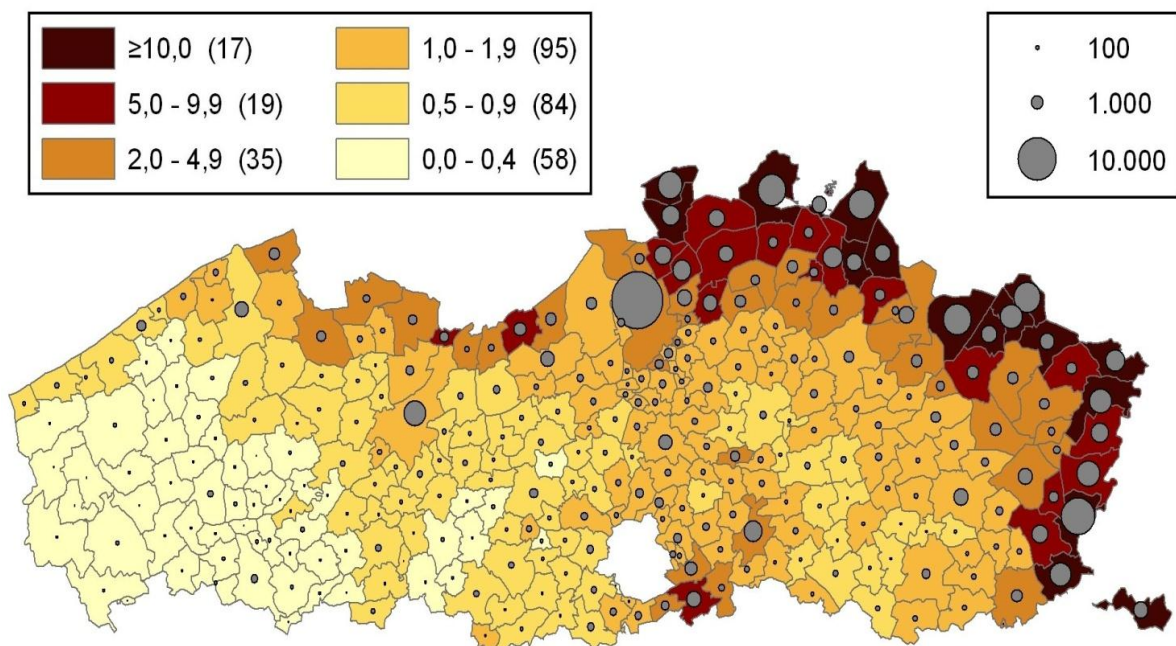 ≥10,0 (17)
5,0 - 9,9 (19)
2,0 - 4,9 (35)
1,0 - 1,9 (95)
0,5 - 0,9 (84)
0,0 - 0,4 (58)
100
1.000
10.000